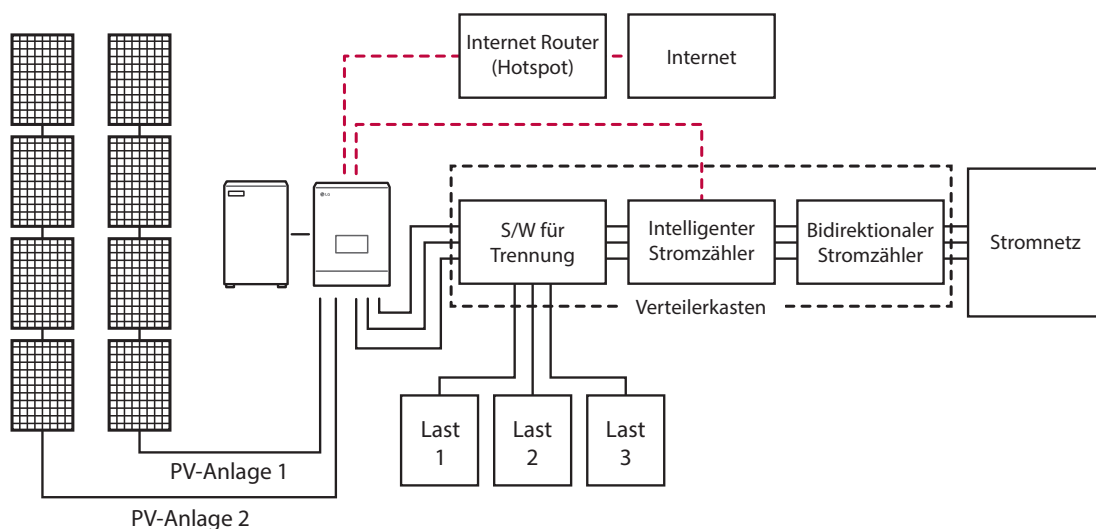 Internet Router
(Hotspot)
Internet
LG
S/W für
Trennung
Intelligenter
Stromzähler
Bidirektionaler
Stromzähler
Stromnetz
Verteilerkasten
Last
1
Last
2
Last
3
PV-Anlage 1
PV-Anlage 2